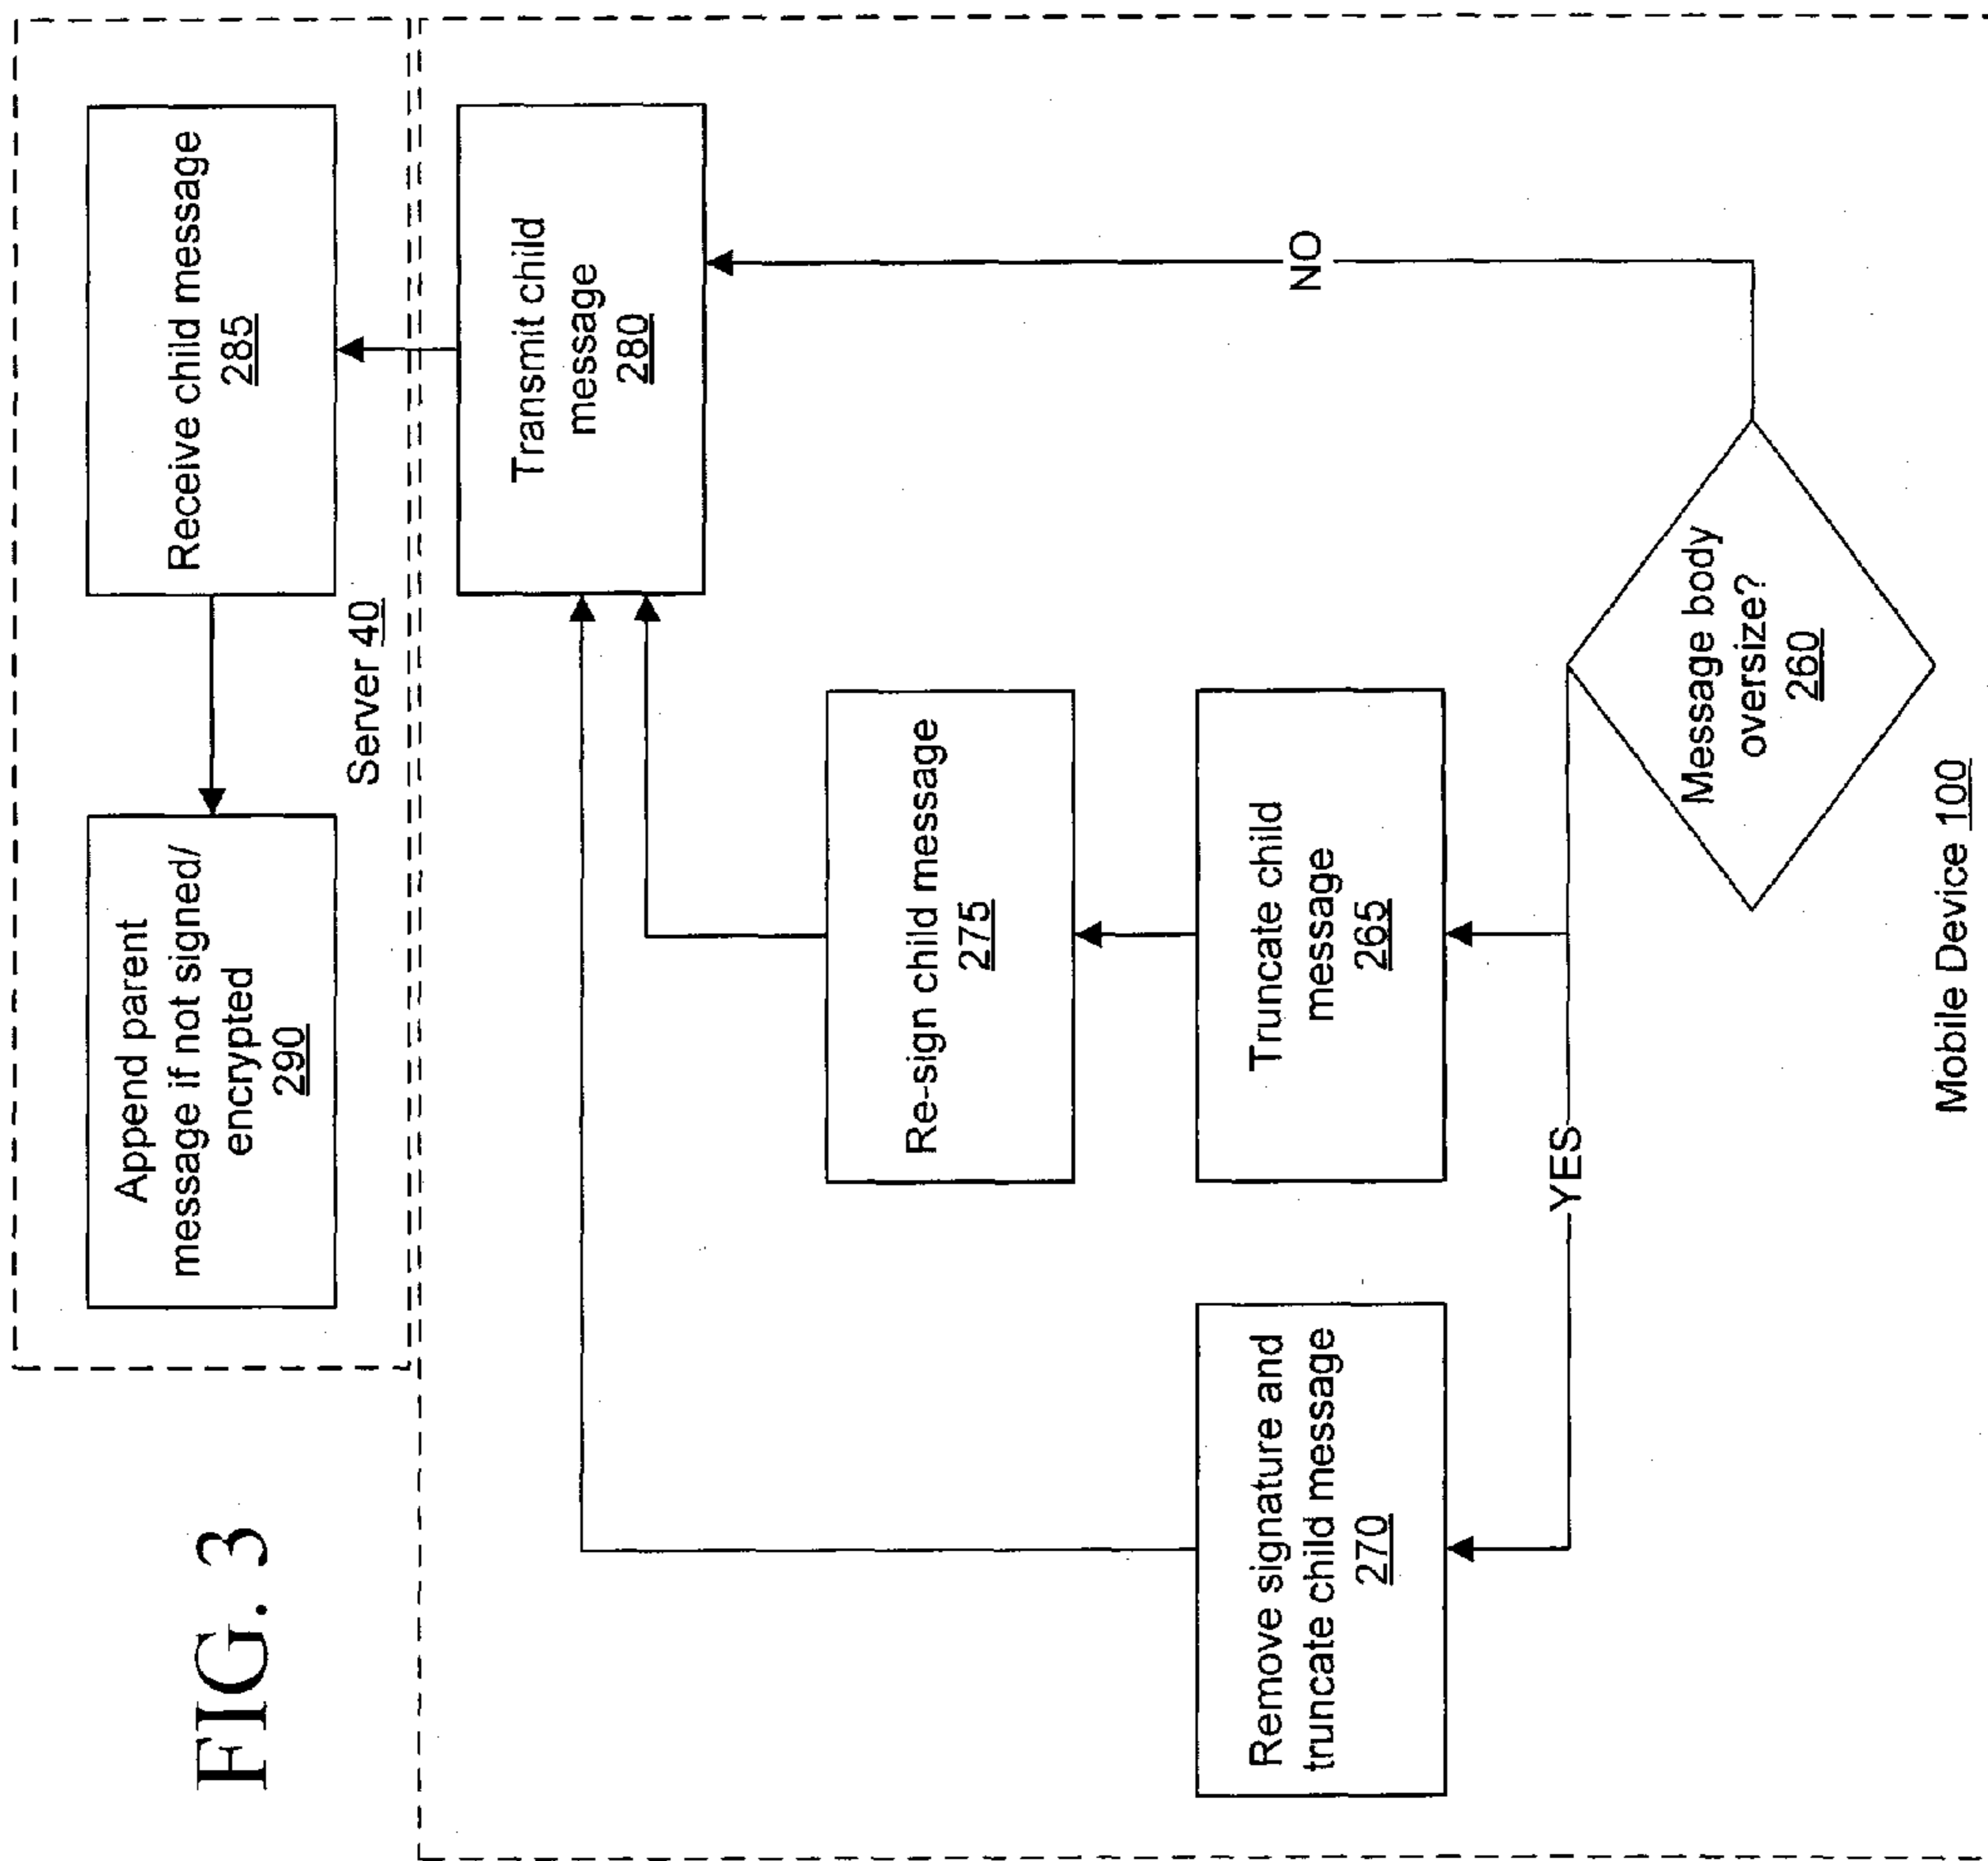 FIG. 3
Append parent
message if not signed/
encrypted
290
Receive child message
285
Server 40
Transmit child
message
280
Re-sign child message
275
Remove signature and
truncate child message
270
Truncate child
message
265
NO
YES
Message body
oversize?
260
Mobile Device 100